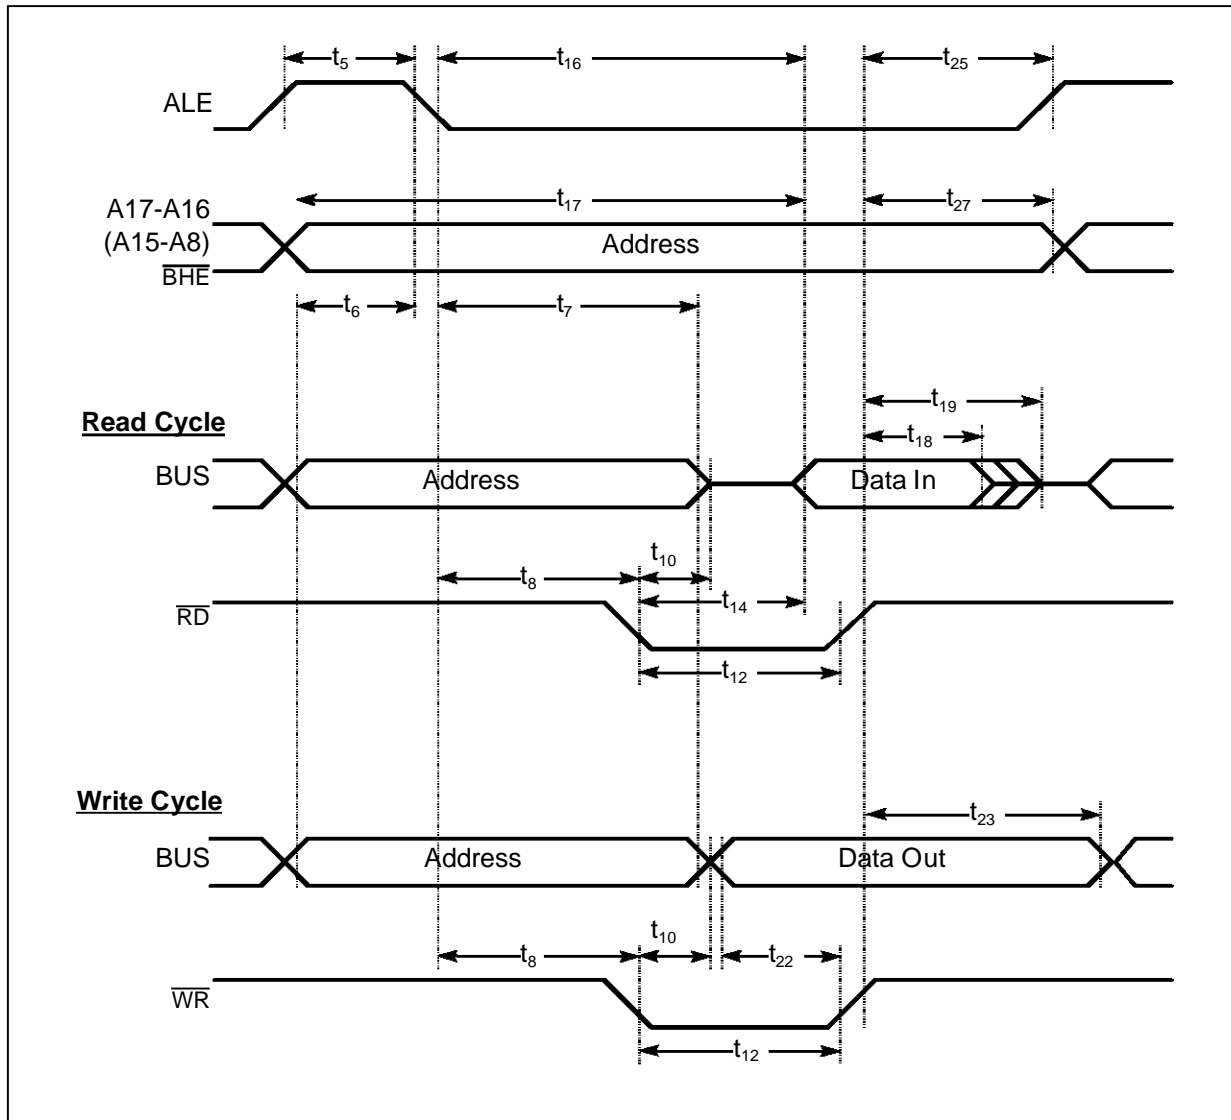 t5 t16 t25
ALE
t17 t27
A17-A16
(A15-A8) Address
BHE
t6 t7
t19
Read Cycle
t18
BUS Address Data In
t10
t8
t14
RD
t12
Write Cycle
t23
BUS Address Data Out
t10
t8 t22
WR
t12